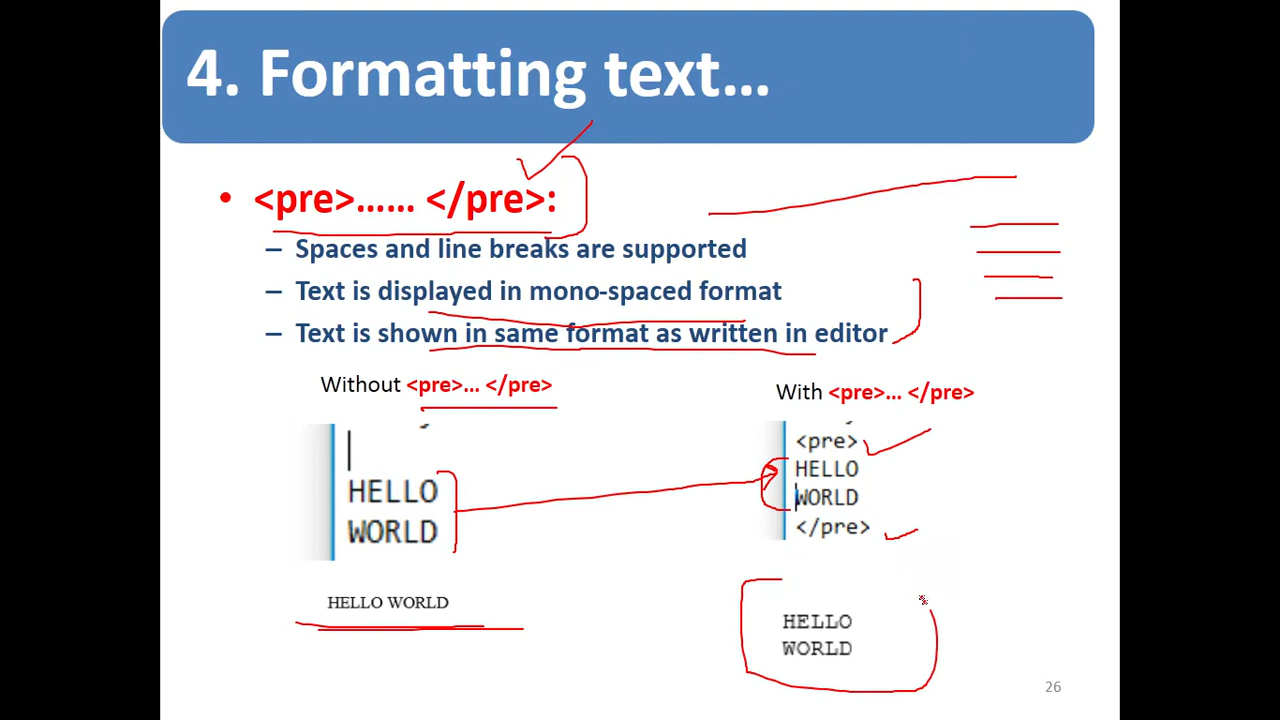 4. Formatting text…
• <pre>…… </pre>:
– Spaces and line breaks are supported
– Text is displayed in mono-spaced format
– Text is shown in same format as written in editor
Without <pre>… </pre>
HELLO
WORLD
HELLO WORLD
With <pre>… </pre>
<pre>
HELLO
WORLD
</pre>
HELLO
WORLD
26